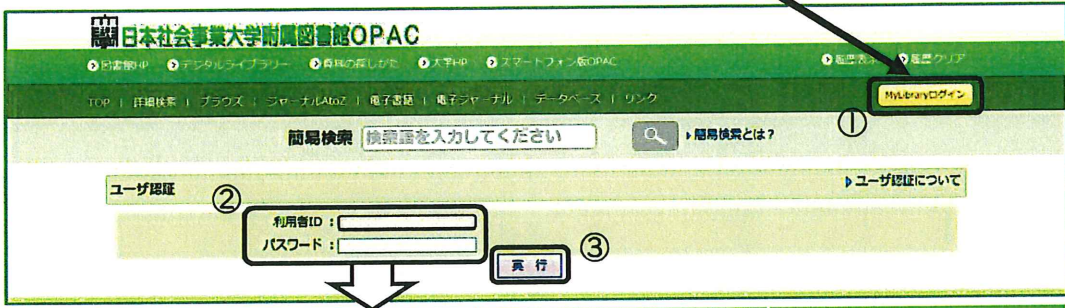 日本社会事業大学附属図書館OPAC
図書館HP デジタルライブラリー 資料の探しかた 大学HP スマートフォン版OPAC 履歴表示 履歴クリア
TOP | 詳細検索 | ブラウズ | ジャーナルAtoZ | 電子書籍 | 電子ジャーナル | データベース | リンク MyLibraryログイン
①
簡易検索 検索語を入力してください 簡易検索とは？
ユーザ認証 ユーザ認証について
②
利用者ID：
パスワード：
実 行 ③